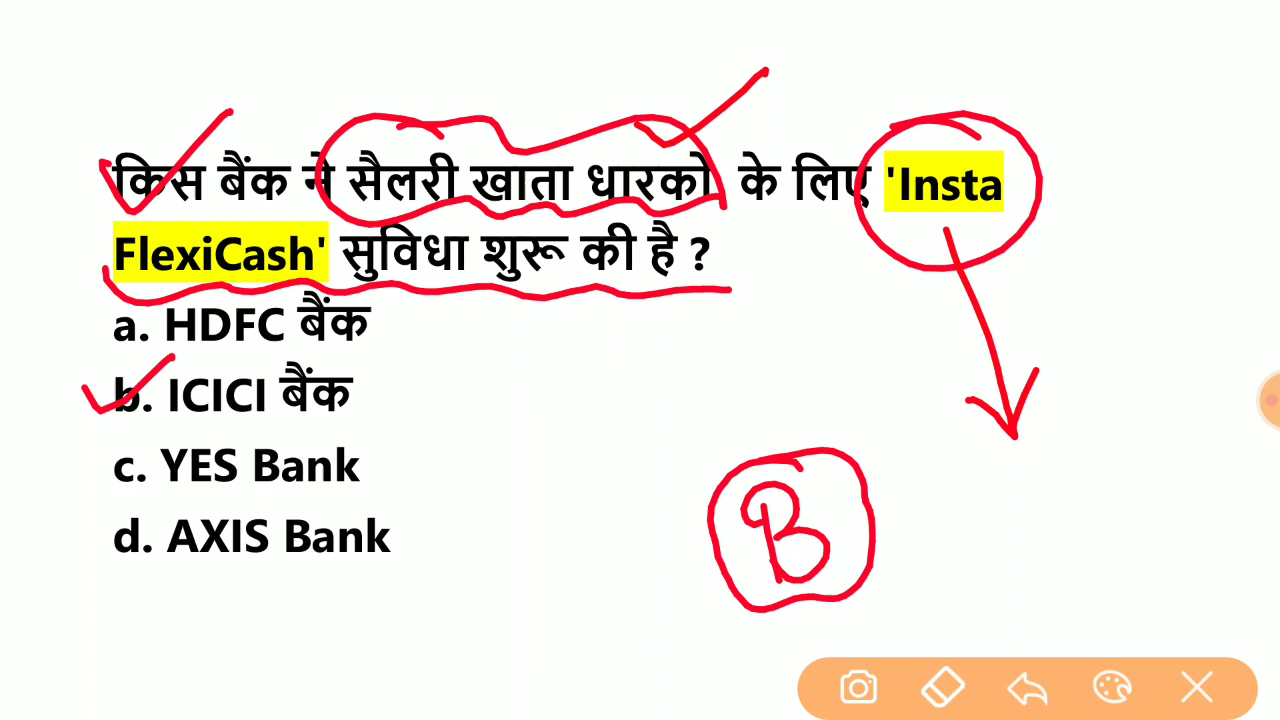 किस बैंक ने सैलरी खाता धारको के लिए 'Insta
FlexiCash' सुविधा शुरू की है ?
a. HDFC बैंक
b. ICICI बैंक
c. YES Bank
d. AXIS Bank
B